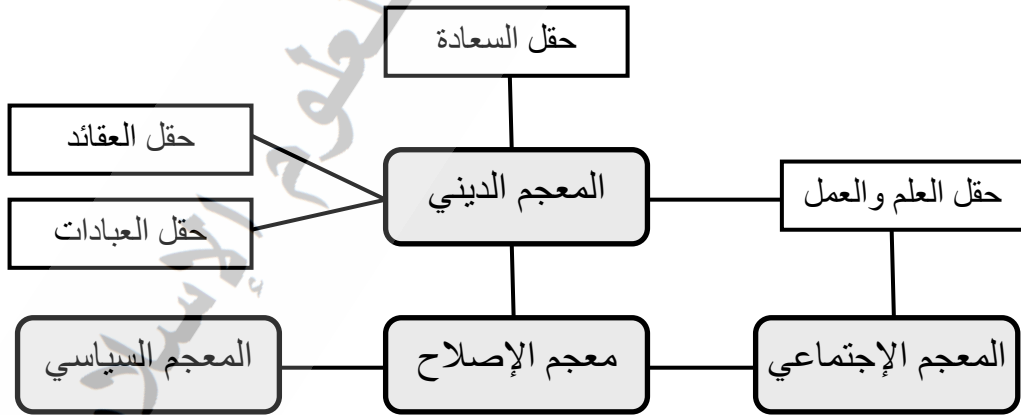 حقل السعادة
حقل العقائد
المعجم الديني
حقل العلم والعمل
حقل العبادات
المعجم الإجتماعي
معجم الإصلاح
المعجم السياسي